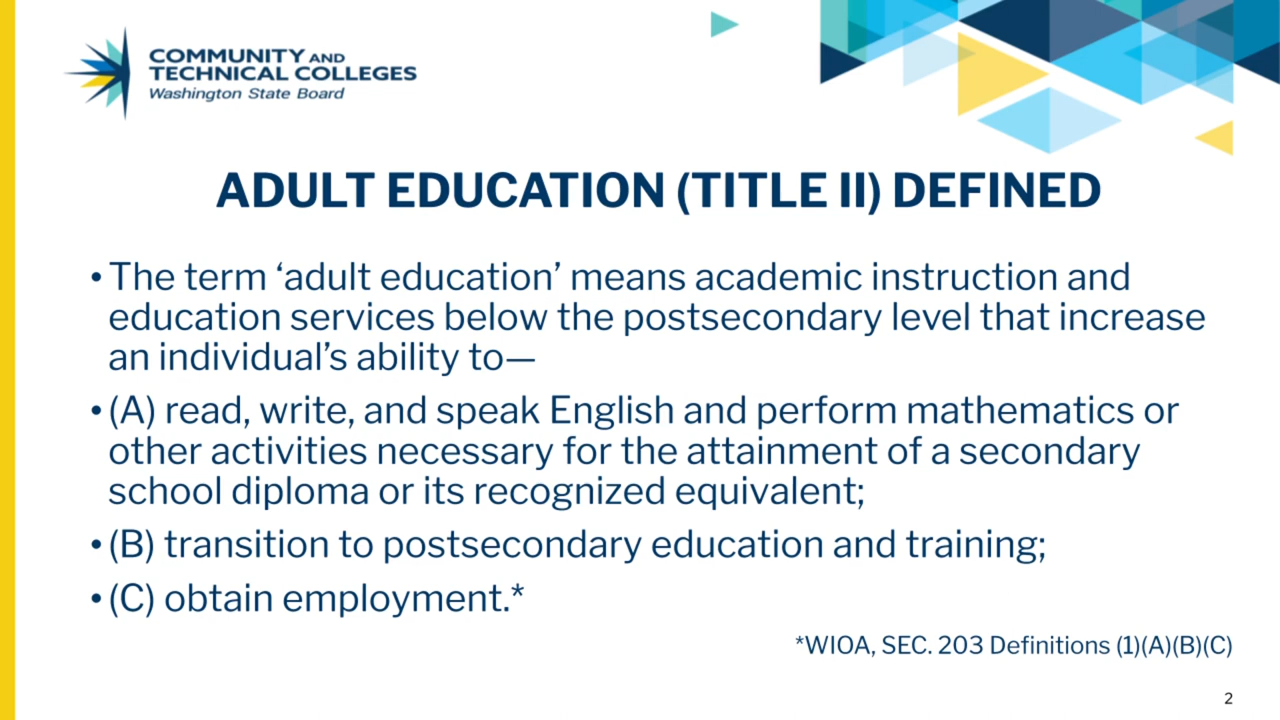 COMMUNITY AND
TECHNICAL COLLEGES
Washington State Board
ADULT EDUCATION (TITLE II) DEFINED
• The term ‘adult education’ means academic instruction and
education services below the postsecondary level that increase
an individual’s ability to—
• (A) read, write, and speak English and perform mathematics or
other activities necessary for the attainment of a secondary
school diploma or its recognized equivalent;
• (B) transition to postsecondary education and training;
• (C) obtain employment.*
*WIOA, SEC. 203 Definitions (1)(A)(B)(C)
2